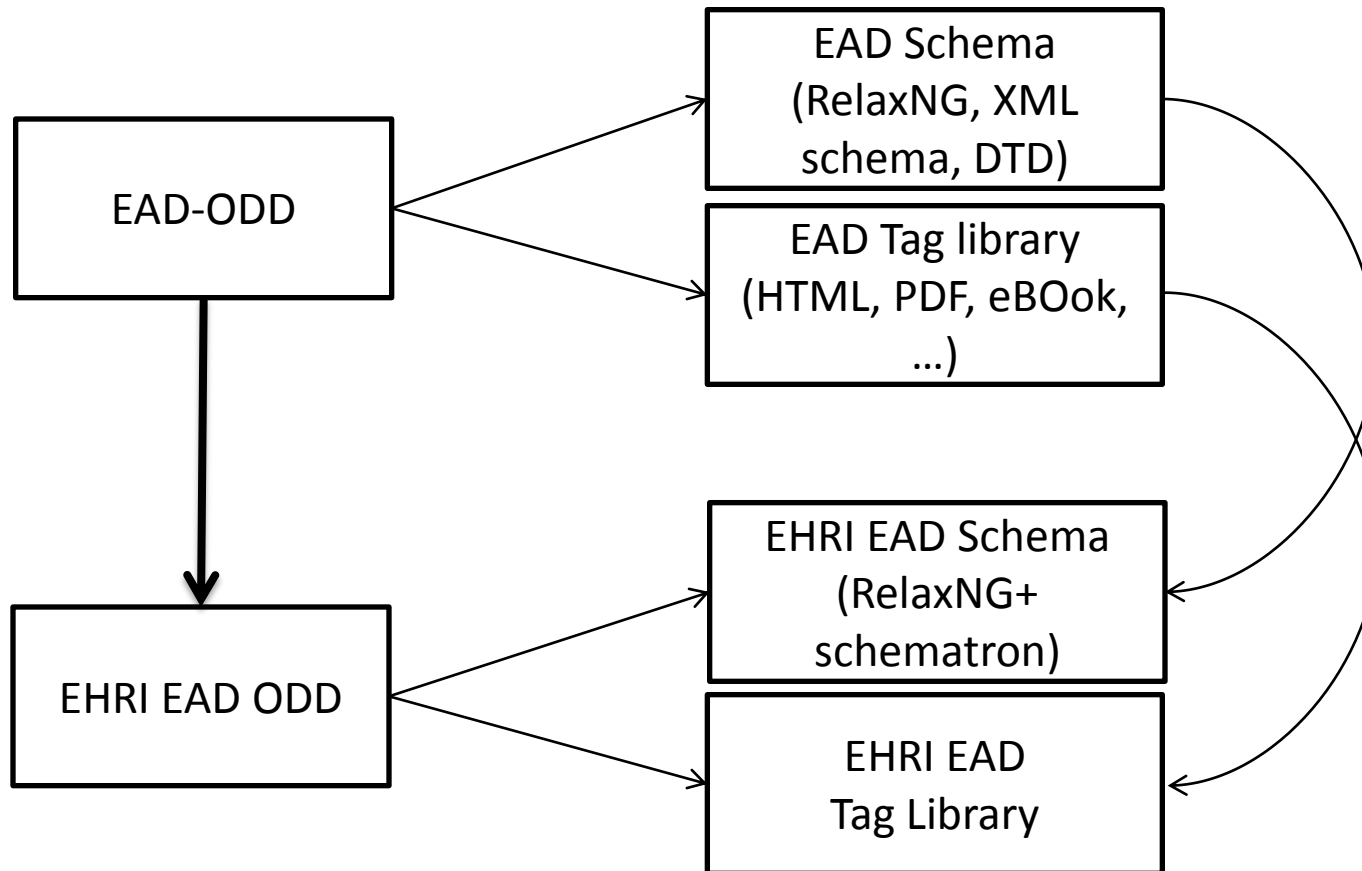 EAD Schema
(RelaxNG, XML
schema, DTD)
EAD-ODD
EAD Tag library
(HTML, PDF, eBOok,
...)
EHRI EAD Schema
(RelaxNG+
schematron)
EHRI EAD ODD
EHRI EAD
Tag Library